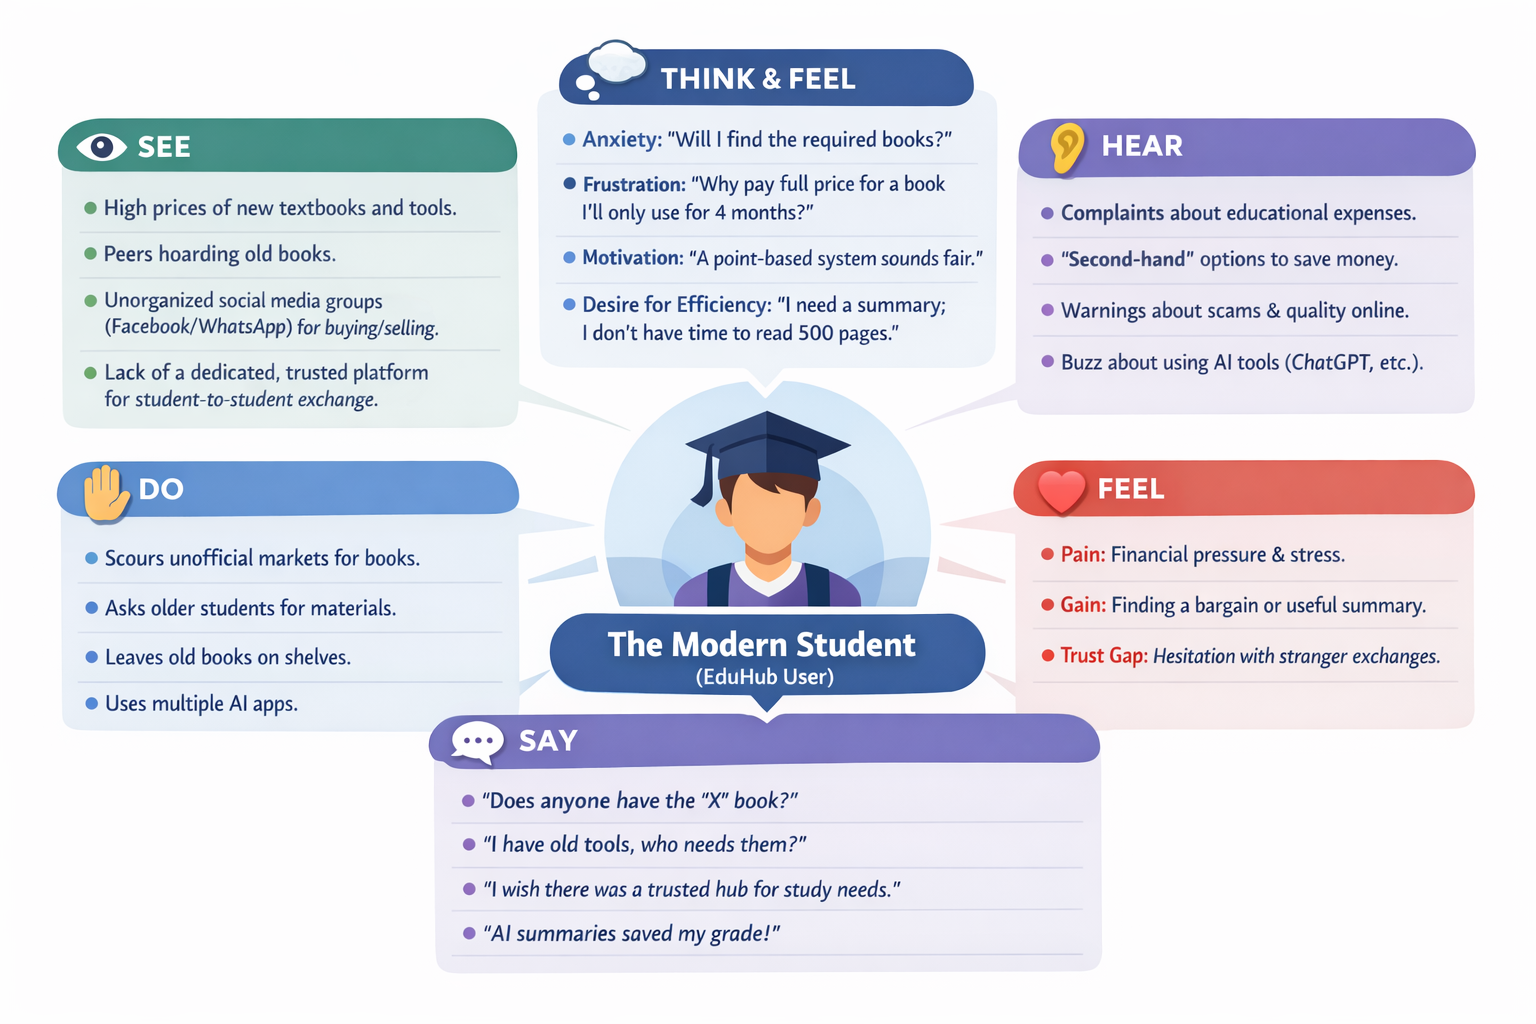 THINK & FEEL
Anxiety: “Will I find the required books?”
Frustration: “Why pay full price for a book
I’ll only use for 4 months?”
Motivation: “A point-based system sounds fair.”
Desire for Efficiency: “I need a summary;
I don’t have time to read 500 pages.”
SEE
High prices of new textbooks and tools.
Peers hoarding old books.
Unorganized social media groups
(Facebook/WhatsApp) for buying/selling.
Lack of a dedicated, trusted platform
for student-to-student exchange.
HEAR
Complaints about educational expenses.
“Second-hand” options to save money.
Warnings about scams & quality online.
Buzz about using AI tools (ChatGPT, etc.).
DO
Scours unofficial markets for books.
Asks older students for materials.
Leaves old books on shelves.
Uses multiple AI apps.
FEEL
Pain: Financial pressure & stress.
Gain: Finding a bargain or useful summary.
Trust Gap: Hesitation with stranger exchanges.
The Modern Student
(EduHub User)
SAY
“Does anyone have the “X” book?”
“I have old tools, who needs them?”
“I wish there was a trusted hub for study needs.”
“AI summaries saved my grade!”